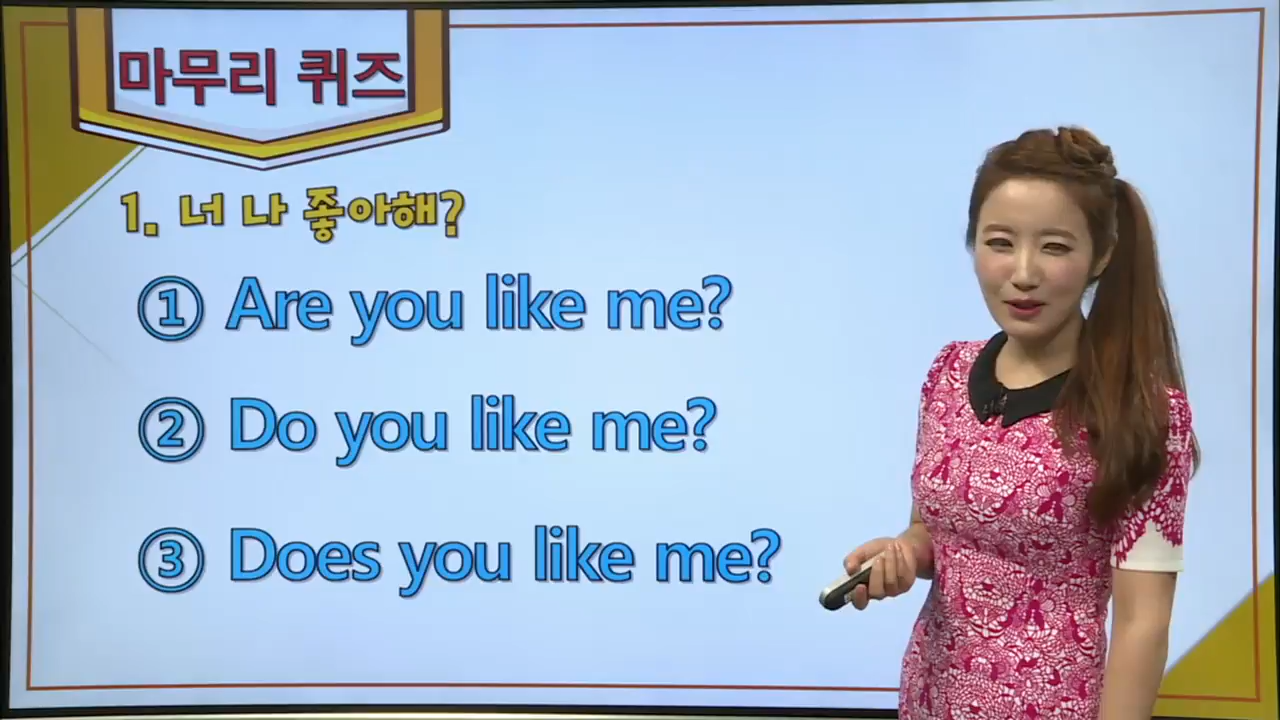 마무리 퀴즈
1. 너 나 좋아해?
① Are you like me?
② Do you like me?
③ Does you like me?